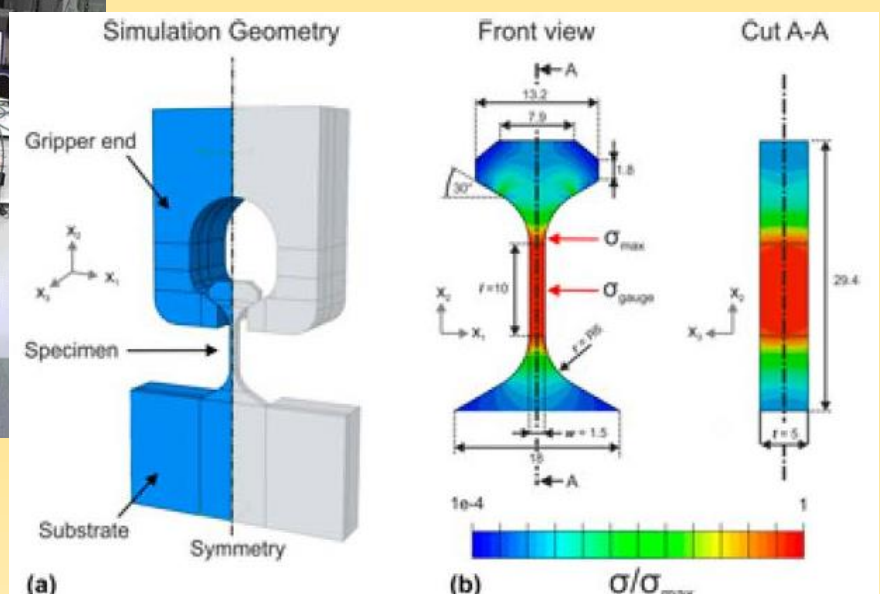 Simulation Geometry
Front view
Cut A-A
Gripper end
Specimen
Substrate
Symmetry
X₂
X₁
X₃
(a)
A
13.2
7.9
1.8
30°
σmax
l=10
σgauge
X₂
X₁
r = R6
w = 1.5
18
A
X₂
X₃
29.4
t = 5
1e-4
1
(b)
σ/σmax